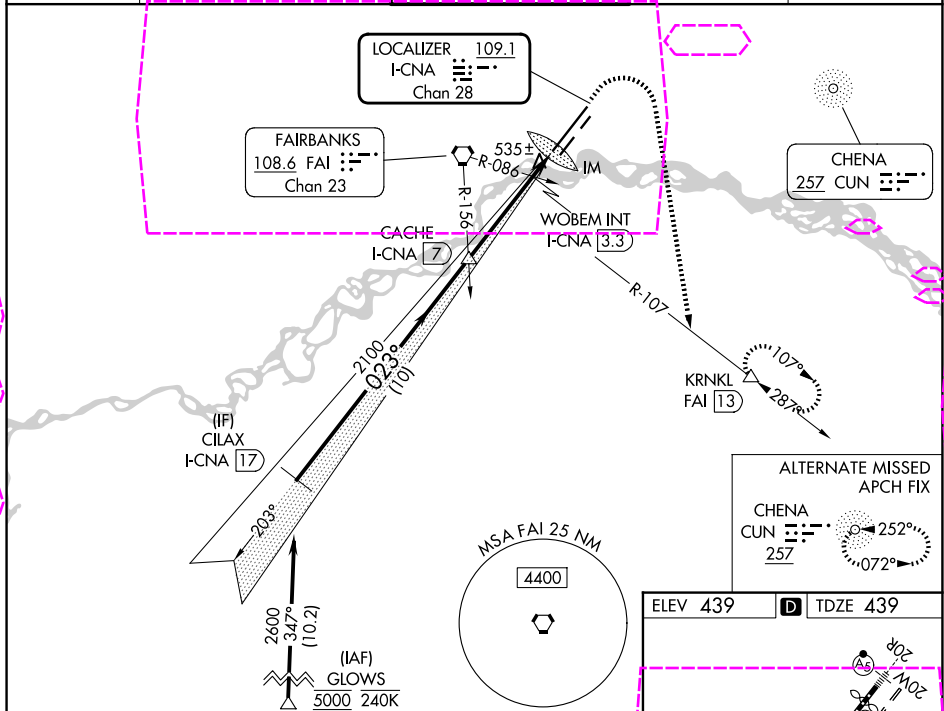 LOCALIZER 109.1
I-CNA
Chan 28
FAIRBANKS
108.6 FAI
Chan 23
535±
IM
R-086
R-156
CHENA
257 CUN
CACHE
I-CNA 7
WOBEM INT
I-CNA 3.3
R-107
2100
023°
(10)
KRNKL
FAI 13
107°
287°
(IF)
CILAX
I-CNA 17
203°
ALTERNATE MISSED
APCH FIX
CHENA
CUN
257
252°
072°
MSA FAI 25 NM
4400
2600
347°
(10.2)
(IAF)
GLOWS
5000 240K
ELEV 439 D TDZE 439
A5
20R
20W